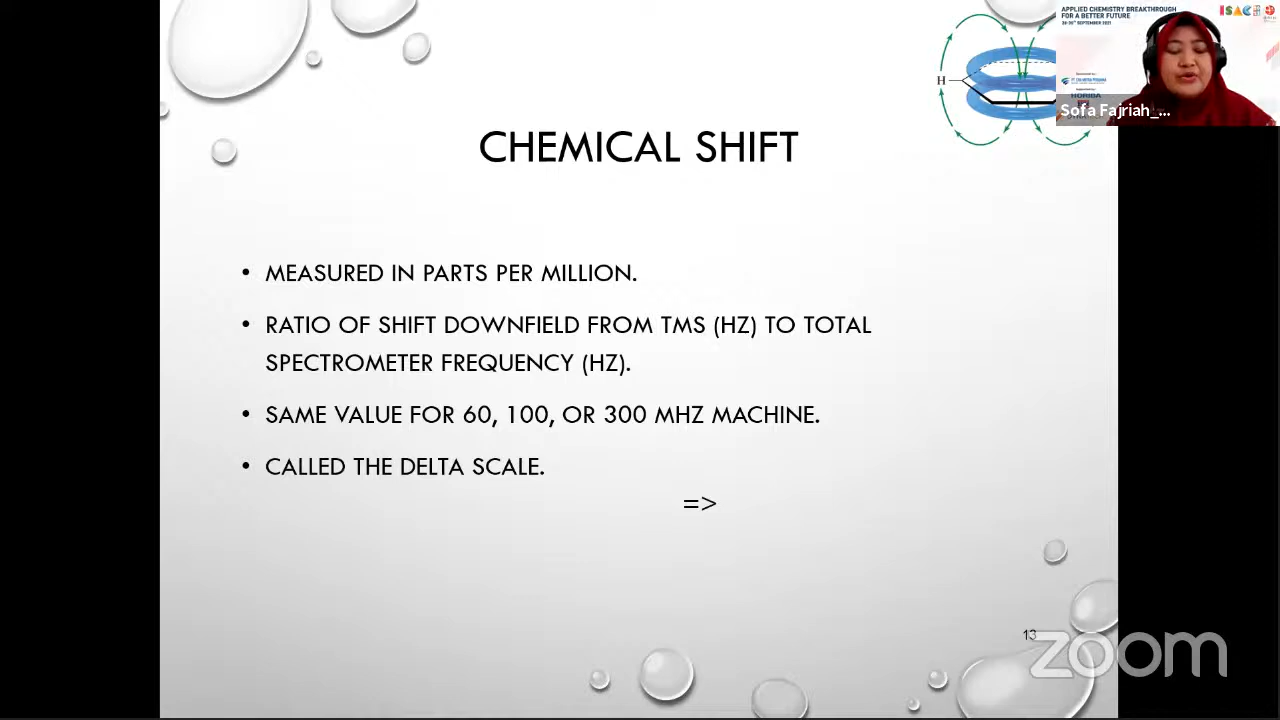 APPLIED CHEMISTRY BREAKTHROUGH
FOR A BETTER FUTURE
ISAC
H
Sofa Fajriah_...
CHEMICAL SHIFT
• MEASURED IN PARTS PER MILLION.
• RATIO OF SHIFT DOWNFIELD FROM TMS (HZ) TO TOTAL
SPECTROMETER FREQUENCY (HZ).
• SAME VALUE FOR 60, 100, OR 300 MHZ MACHINE.
• CALLED THE DELTA SCALE.
=>
13
zoom